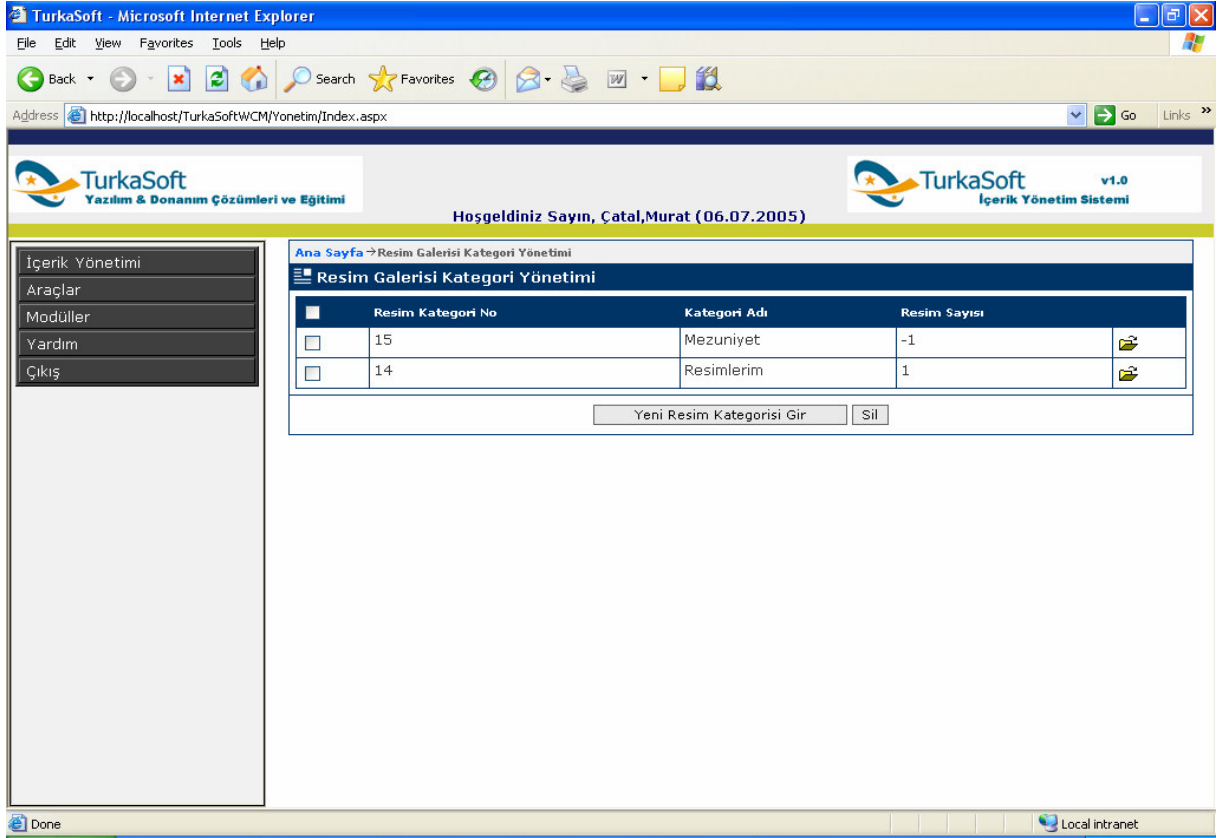 TurkaSoft - Microsoft Internet Explorer
File Edit View Favorites Tools Help
Back Search Favorites
Address http://localhost/TurkaSoftWCM/Yonetim/Index.aspx Go Links »
TurkaSoft
Yazılım & Donanım Çözümleri ve Eğitimi
TurkaSoft v1.0
İçerik Yönetim Sistemi
Hoşgeldiniz Sayın, Çatal,Murat (06.07.2005)
İçerik Yönetimi
Araçlar
Modüller
Yardım
Çıkış
Ana Sayfa→Resim Galerisi Kategori Yönetimi
Resim Galerisi Kategori Yönetimi
Resim Kategori No Kategori Adı Resim Sayısı
15 Mezuniyet -1
14 Resimlerim 1
Yeni Resim Kategorisi Gir Sil
Done Local intranet